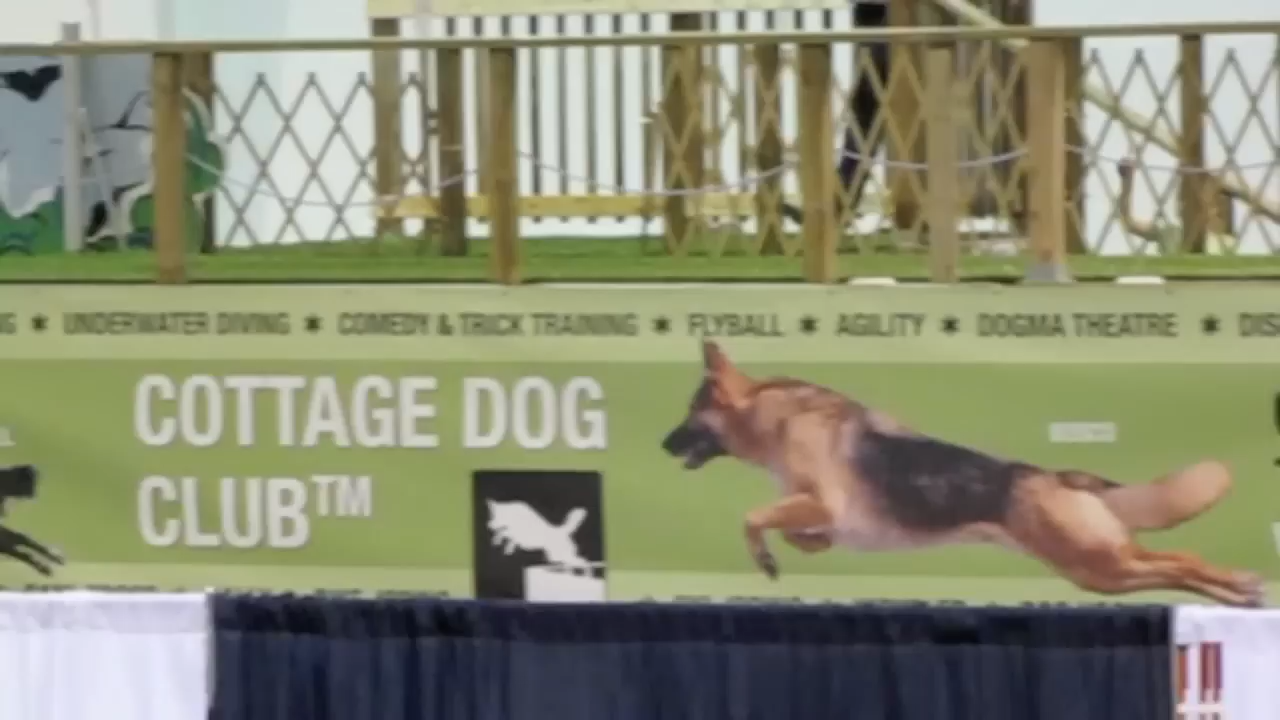 * UNDERWATER DIVING * COMEDY & TRICK TRAINING * FLYBALL * AGILITY * DOGMA THEATRE *
COTTAGE DOG
CLUB™